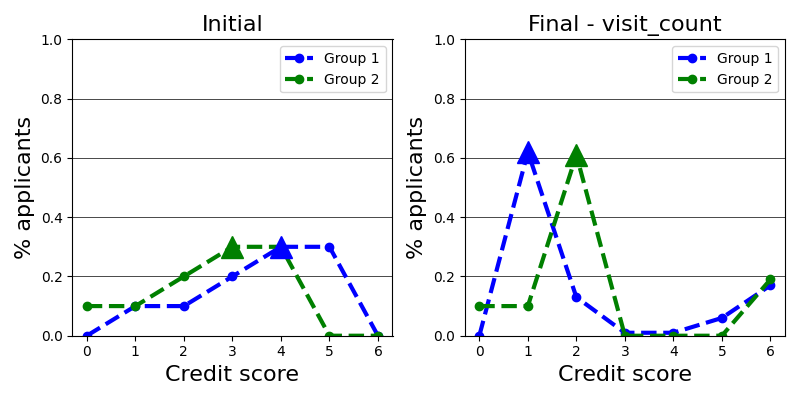 Initial
1.0
0.8
0.6
0.4
0.2
0.0
% applicants
0 1 2 3 4 5 6
Credit score
Group 1
Group 2
Final - visit_count
1.0
0.8
0.6
0.4
0.2
0.0
% applicants
0 1 2 3 4 5 6
Credit score
Group 1
Group 2